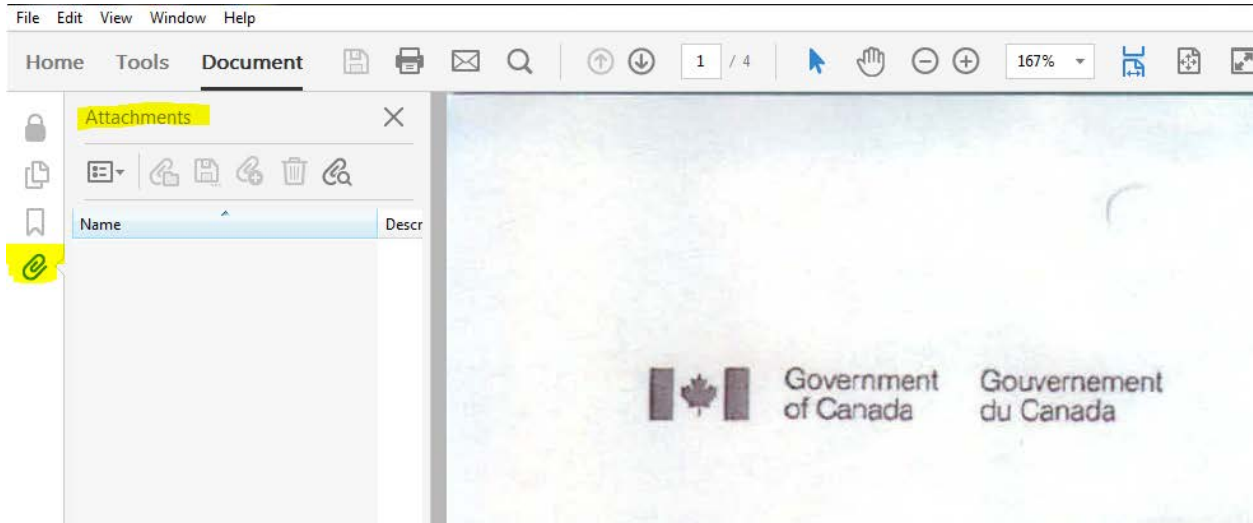 File Edit View Window Help
Home Tools Document 1 / 4 167%
Attachments
Name Descr
Government of Canada
Gouvernement du Canada